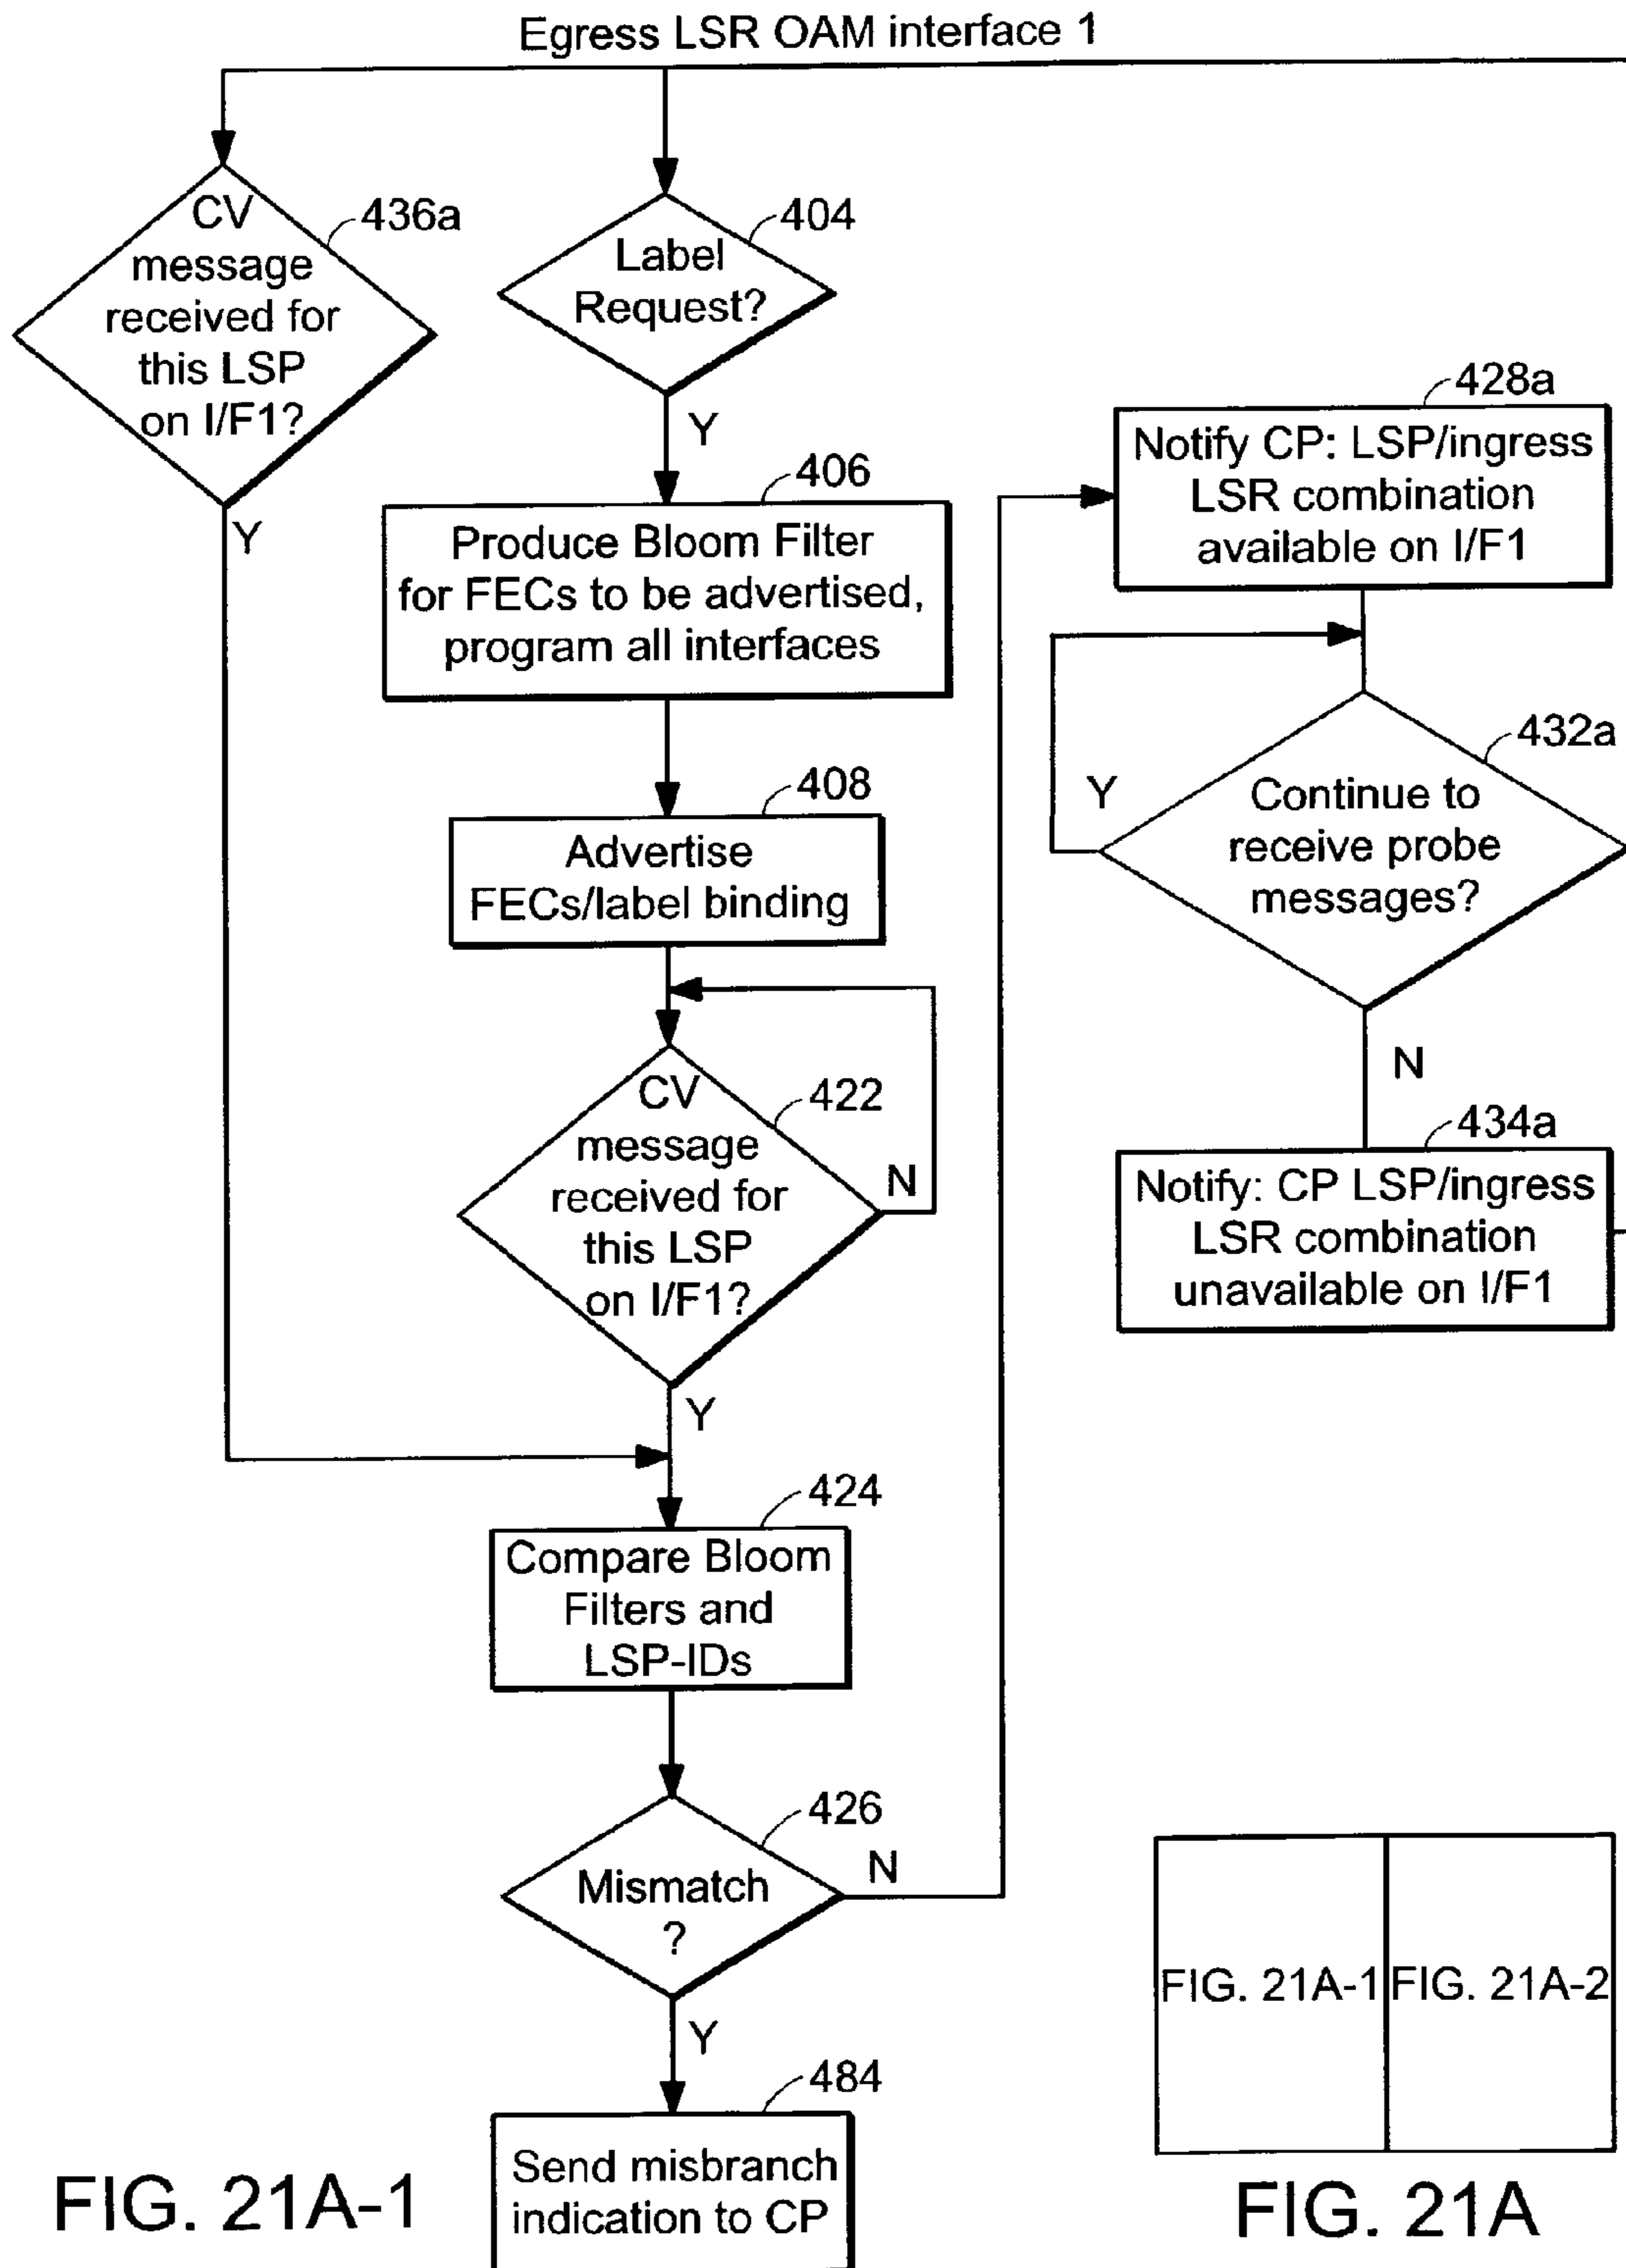 Egress LSR OAM interface 1
CV
message
received for
this LSP
on I/F1?
436a
Y
Label
Request?
404
Y
406
Produce Bloom Filter
for FECs to be advertised,
program all interfaces
408
Advertise
FECs/label binding
CV
message
received for
this LSP
on I/F1?
422
N
Y
424
Compare Bloom
Filters and
LSP-IDs
426
Mismatch
?
N
Y
484
Send misbranch
indication to CP
428a
Notify CP: LSP/ingress
LSR combination
available on I/F1
432a
Continue to
receive probe
messages?
Y
N
434a
Notify: CP LSP/ingress
LSR combination
unavailable on I/F1
FIG. 21A-1
FIG. 21A-2
FIG. 21A-1
FIG. 21A